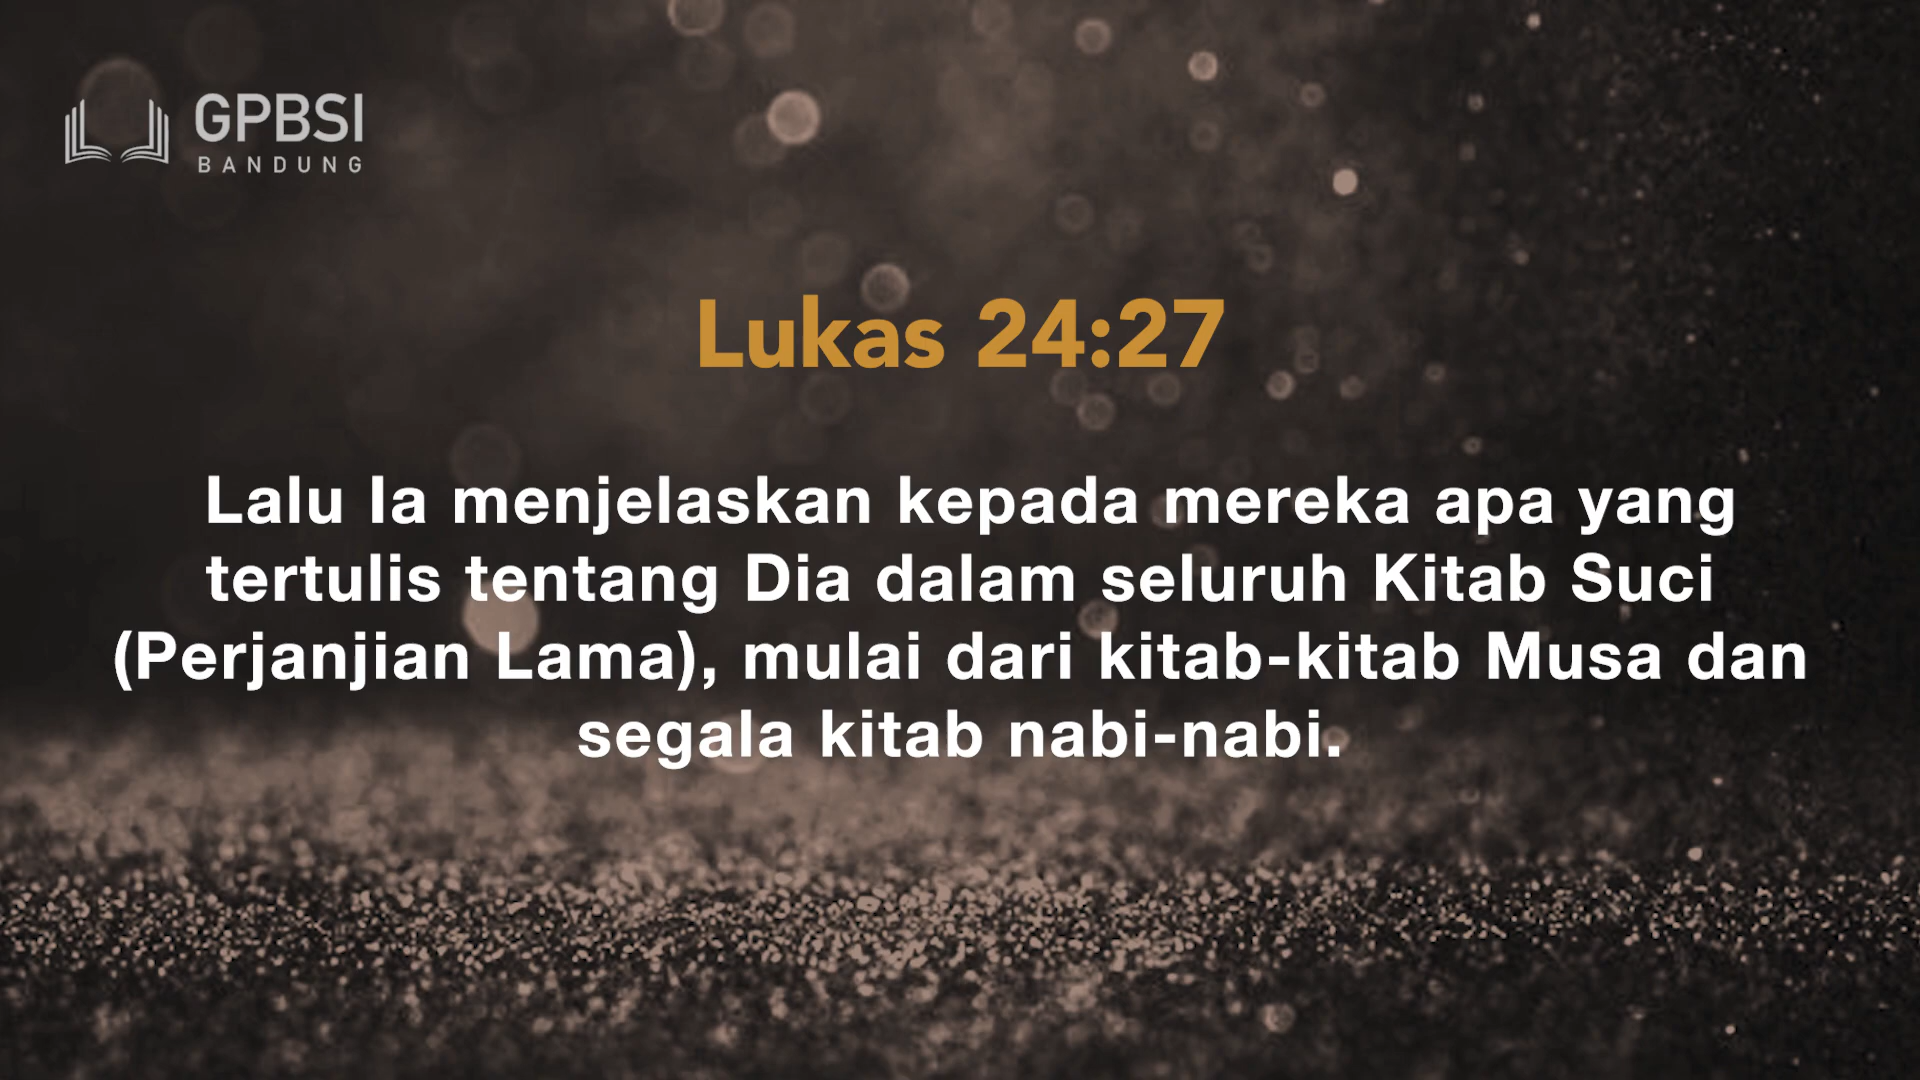 GPBSI
BANDUNG
Lukas 24:27
Lalu Ia menjelaskan kepada mereka apa yang
tertulis tentang Dia dalam seluruh Kitab Suci
(Perjanjian Lama), mulai dari kitab-kitab Musa dan
segala kitab nabi-nabi.